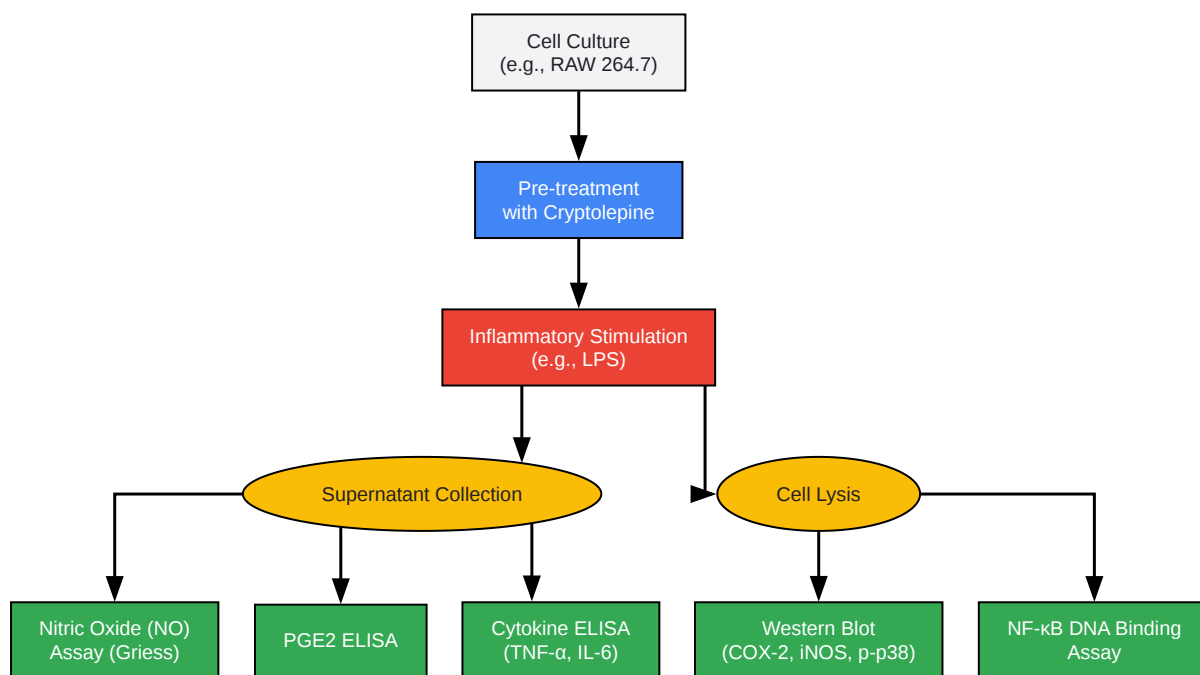 Cell Culture
(e.g., RAW 264.7)
Pre-treatment
with Cryptolepine
Inflammatory Stimulation
(e.g., LPS)
Supernatant Collection
Cell Lysis
Nitric Oxide (NO)
Assay (Griess)
PGE2 ELISA
Cytokine ELISA
(TNF-α, IL-6)
Western Blot
(COX-2, iNOS, p-p38)
NF-κB DNA Binding
Assay